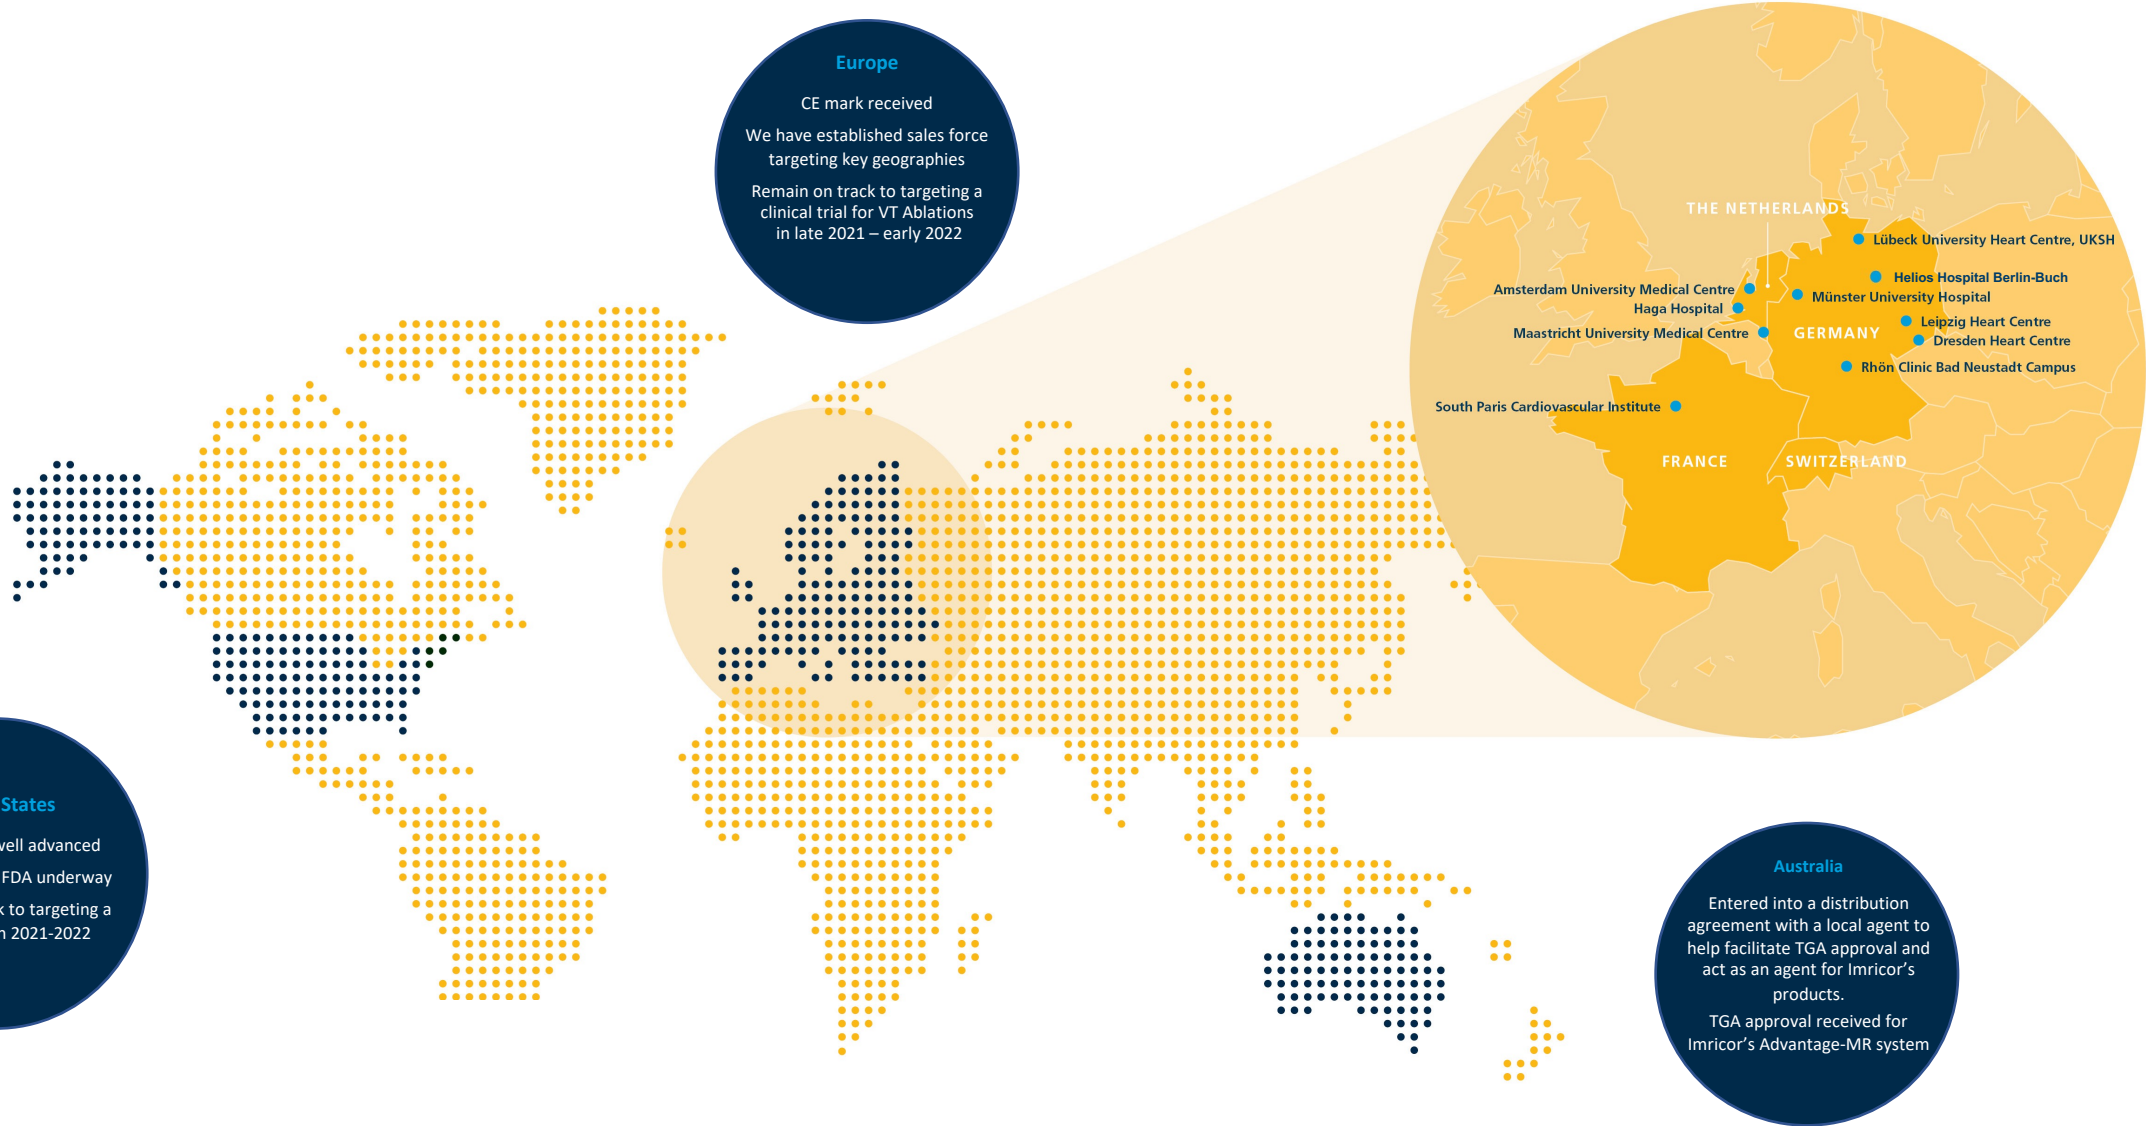 Europe
CE mark received
We have established sales force
targeting key geographies
Remain on track to targeting a
clinical trial for VT Ablations
in late 2021 – early 2022
THE NETHERLANDS
Lübeck University Heart Centre, UKSH
Helios Hospital Berlin-Buch
Amsterdam University Medical Centre
Münster University Hospital
Haga Hospital
Leipzig Heart Centre
Maastricht University Medical Centre
GERMANY
Dresden Heart Centre
Rhön Clinic Bad Neustadt Campus
South Paris Cardiovascular Institute
FRANCE
SWITZERLAND
States
well advanced
FDA underway
to targeting a
2021-2022
Australia
Entered into a distribution
agreement with a local agent to
help facilitate TGA approval and
act as an agent for Imricor’s
products.
TGA approval received for
Imricor’s Advantage-MR system